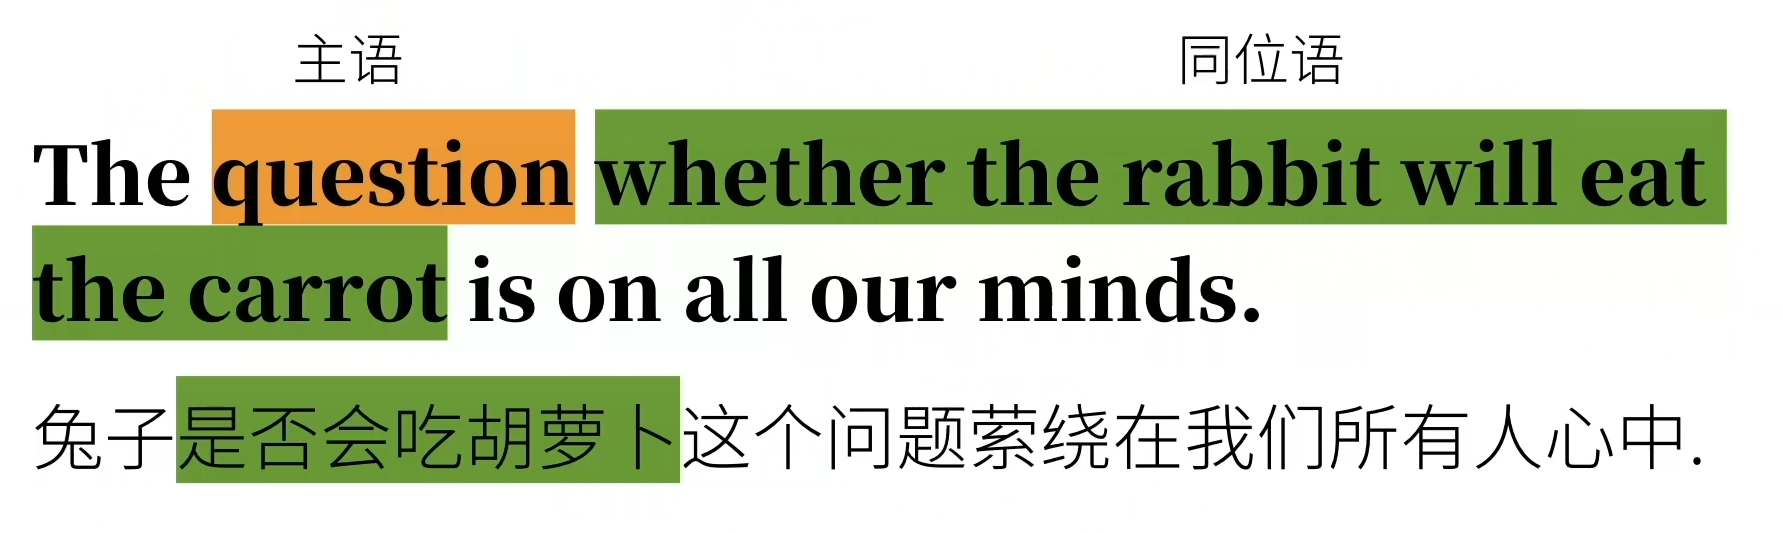 主语 同位语
The question whether the rabbit will eat
the carrot is on all our minds.
兔子是否会吃胡萝卜这个问题萦绕在我们所有人心中.